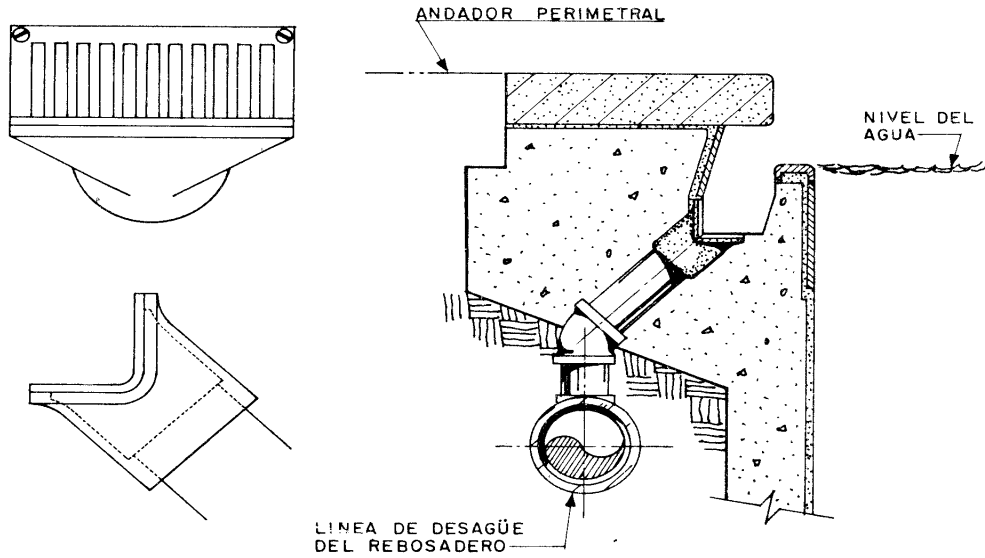 ANDADOR PERIMETRAL
NIVEL DEL
AGUA
LINEA DE DESAGÜE
DEL REBOSADERO